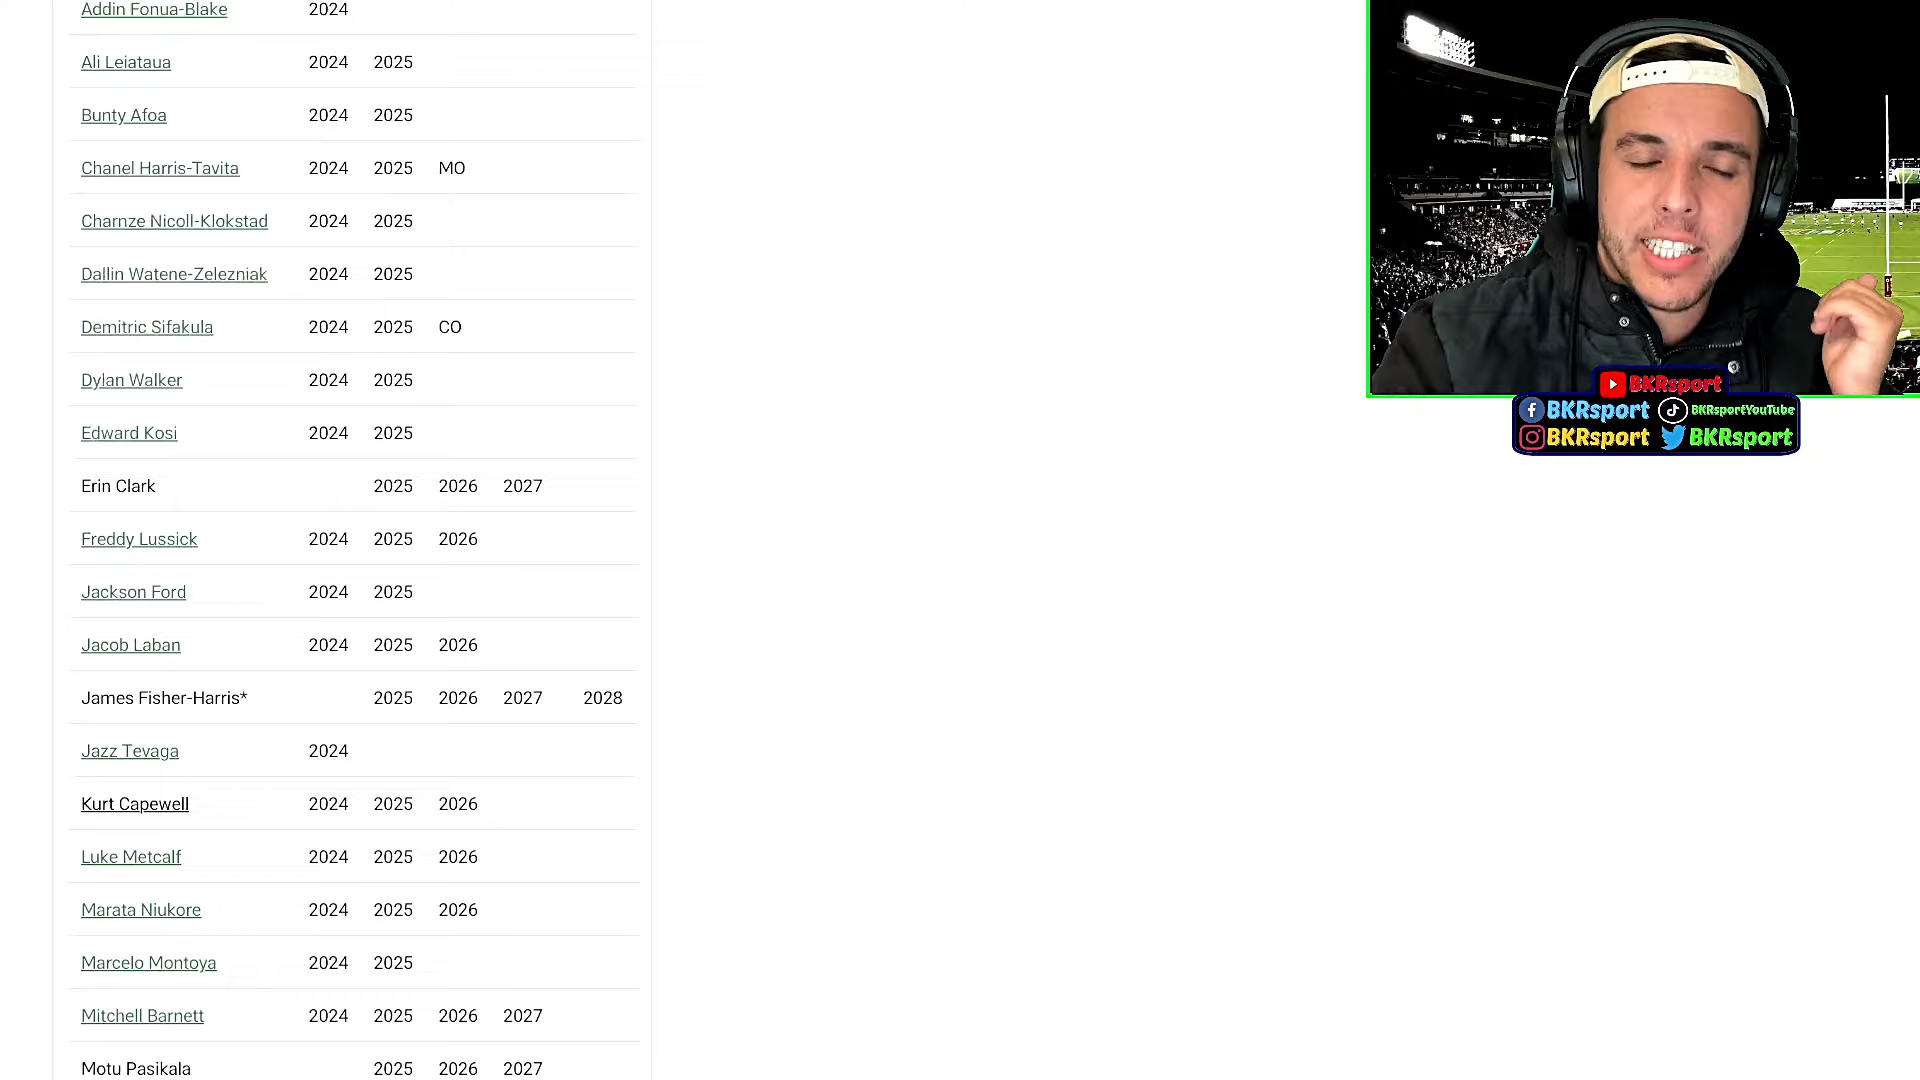 Addin Fonua-Blake 2024
Ali Leiataua 2024 2025
Bunty Afoa 2024 2025
Chanel Harris-Tavita 2024 2025 MO
Charnze Nicoll-Klokstad 2024 2025
Dallin Watene-Zelezniak 2024 2025
Demitric Sifakula 2024 2025 CO
Dylan Walker 2024 2025
Edward Kosi 2024 2025
Erin Clark 2025 2026 2027
Freddy Lussick 2024 2025 2026
Jackson Ford 2024 2025
Jacob Laban 2024 2025 2026
James Fisher-Harris* 2025 2026 2027 2028
Jazz Tevaga 2024
Kurt Capewell 2024 2025 2026
Luke Metcalf 2024 2025 2026
Marata Niukore 2024 2025 2026
Marcelo Montoya 2024 2025
Mitchell Barnett 2024 2025 2026 2027
Motu Pasikala 2025 2026 2027
BKRsport
BKRsport BKRsportYouTube
BKRsport BKRsport